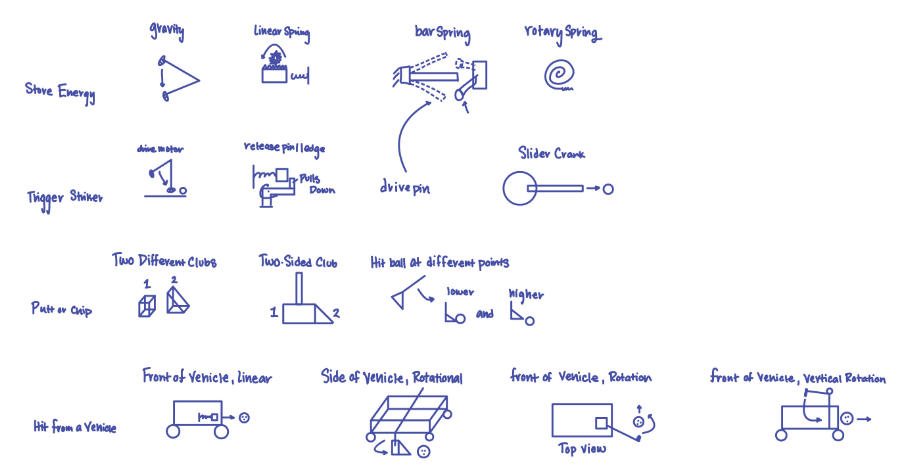 gravity
Linear Spring
bar Spring
rotary Spring
Store Energy
drive motor
release pin/ledge
Slider Crank
Pulls
Down
drive pin
Trigger Striker
Two Different Clubs
Two-Sided Club
Hit ball at different points
1
2
lower
higher
and
1
2
Putt or Chip
Front of Vehicle, Linear
Side of Vehicle, Rotational
front of Vehicle, Rotation
front of Vehicle, Vertical Rotation
Hit from a Vehicle
Top View